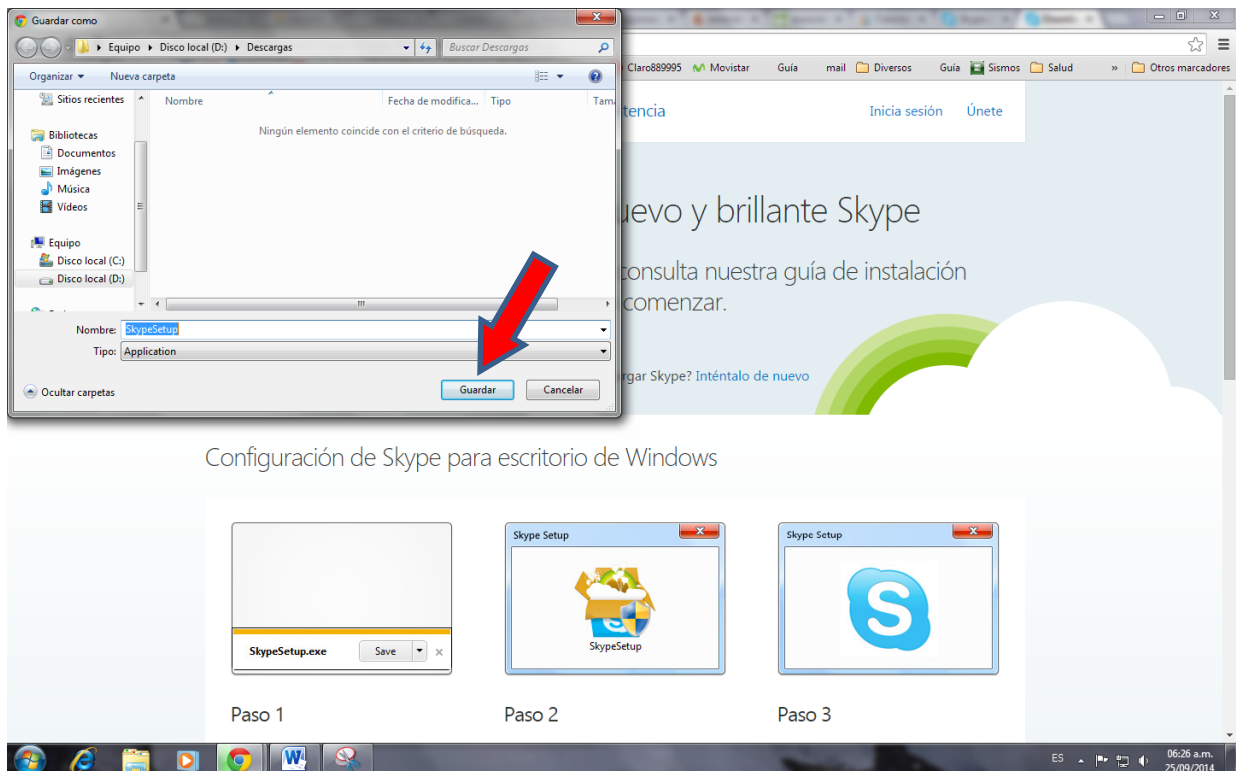 Guardar como
Equipo Disco local (D:) Descargas
Buscar Descargas
Organizar Nueva carpeta
Sitios recientes
Bibliotecas
Documentos
Imágenes
Música
Vídeos
Equipo
Disco local (C:)
Disco local (D:)
Nombre Fecha de modifica... Tipo Tam
Ningún elemento coincide con el criterio de búsqueda.
Nombre: SkypeSetup
Tipo: Application
Ocultar carpetas
Guardar Cancelar
Claro889995 Movistar Guía mail Diversos Guía Sismos Salud » Otros marcadores
tencia Inicia sesión Únete
uevo y brillante Skype
consulta nuestra guía de instalación
comenzar.
rgar Skype? Inténtalo de nuevo
Configuración de Skype para escritorio de Windows
SkypeSetup.exe Save
Paso 1
Skype Setup
SkypeSetup
Paso 2
Skype Setup
S
Paso 3
ES
06:26 a.m.
25/09/2014